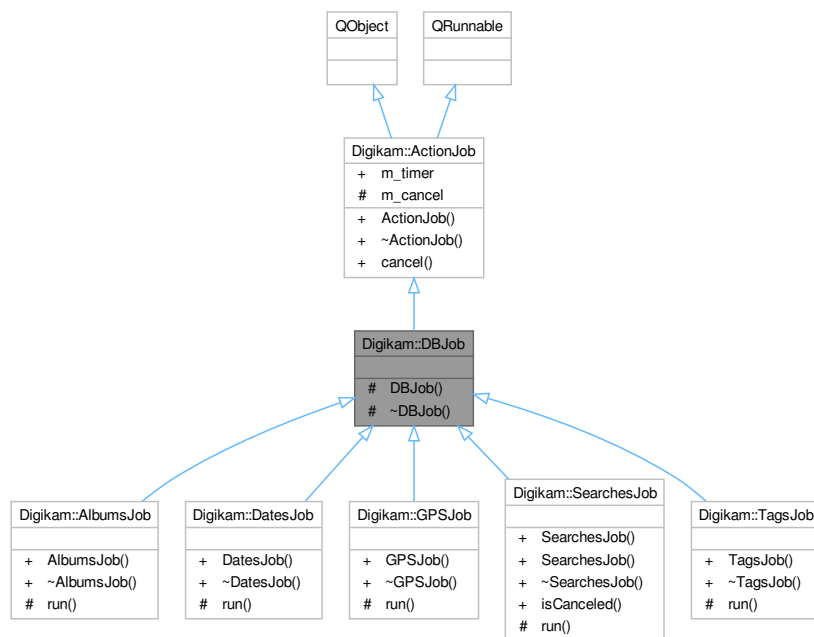 QObject
QRunnable
Digikam::ActionJob
+ m_timer
# m_cancel
+ ActionJob()
+ ~ActionJob()
+ cancel()
Digikam::DBJob
# DBJob()
# ~DBJob()
Digikam::AlbumsJob
+ AlbumsJob()
+ ~AlbumsJob()
# run()
Digikam::DatesJob
+ DatesJob()
+ ~DatesJob()
# run()
Digikam::GPSJob
+ GPSJob()
+ ~GPSJob()
# run()
Digikam::SearchesJob
+ SearchesJob()
+ SearchesJob()
+ ~SearchesJob()
+ isCanceled()
# run()
Digikam::TagsJob
+ TagsJob()
+ ~TagsJob()
# run()